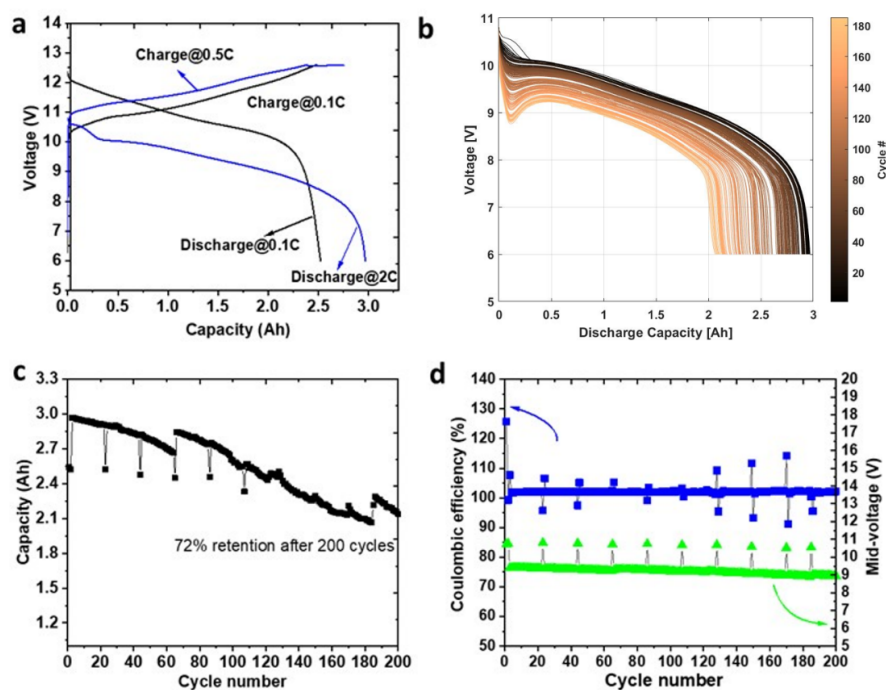 a
14
13
12
11
10
9
8
7
6
5
Voltage (V)
Charge@0.5C
Charge@0.1C
Discharge@0.1C
Discharge@2C
0.0 0.5 1.0 1.5 2.0 2.5 3.0
Capacity (Ah)
b
11
10
9
8
7
6
5
Voltage [V]
0 0.5 1 1.5 2 2.5 3
Discharge Capacity [Ah]
180
160
140
120
100
80
60
40
20
Cycle #
c
3.3
3.0
2.7
2.4
2.1
1.8
1.5
1.2
Capacity (Ah)
72% retention after 200 cycles
0 20 40 60 80 100 120 140 160 180 200
Cycle number
d
140
130
120
110
100
90
80
70
60
50
Coulombic efficiency (%)
20
19
18
17
16
15
14
13
12
11
10
9
8
7
6
5
Mid-voltage (V)
0 20 40 60 80 100 120 140 160 180 200
Cycle number